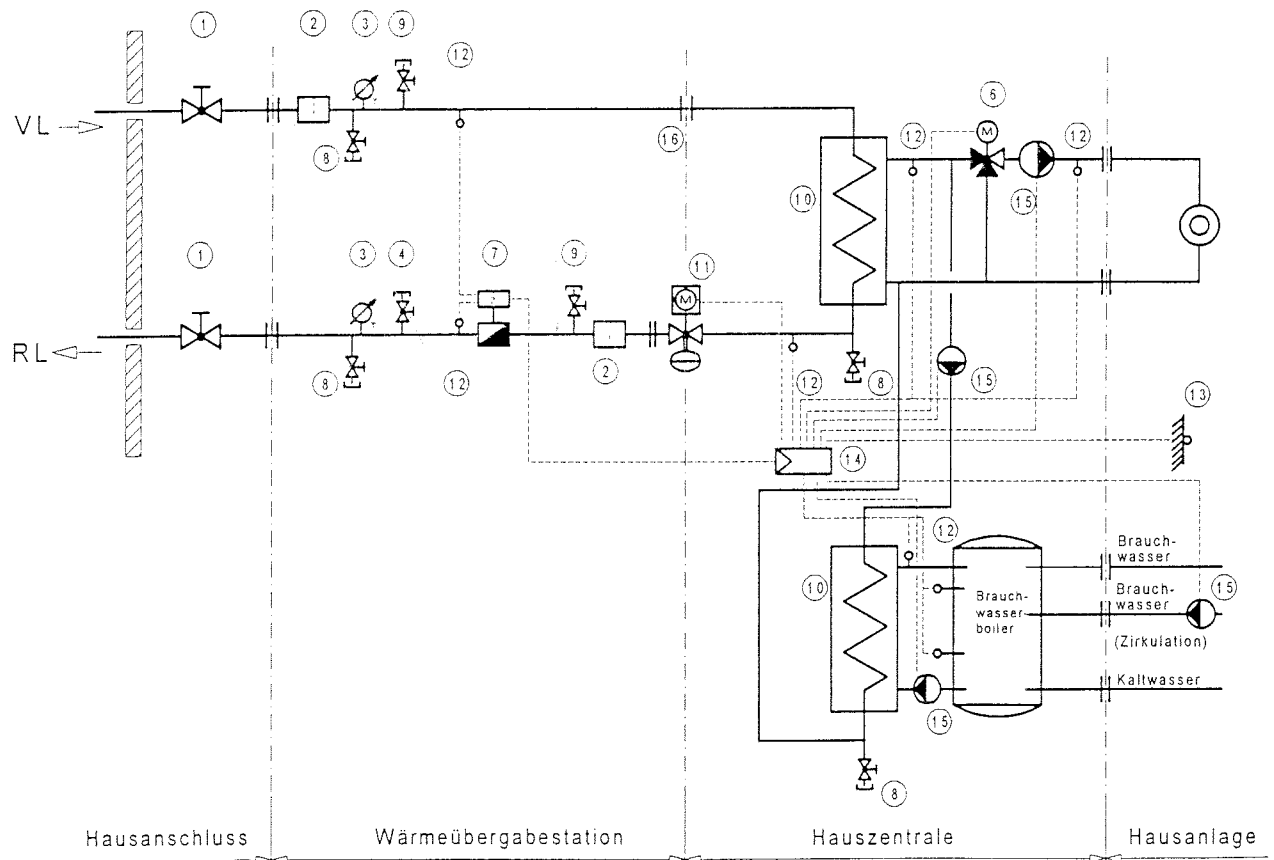 1 2 3 9
12
6
VL
8
16
12 12
10
15
1 3 4 7 9 11
M
M
RL
8 12 2 12 8 15
13
14
12
Brauch-
wasser
10
Brauch-
wasser
boiler
Brauch-
wasser
15
(Zirkulation)
Kaltwasser
15
8
Hausanschluss Wärmeübergabestation Hauszentrale Hausanlage